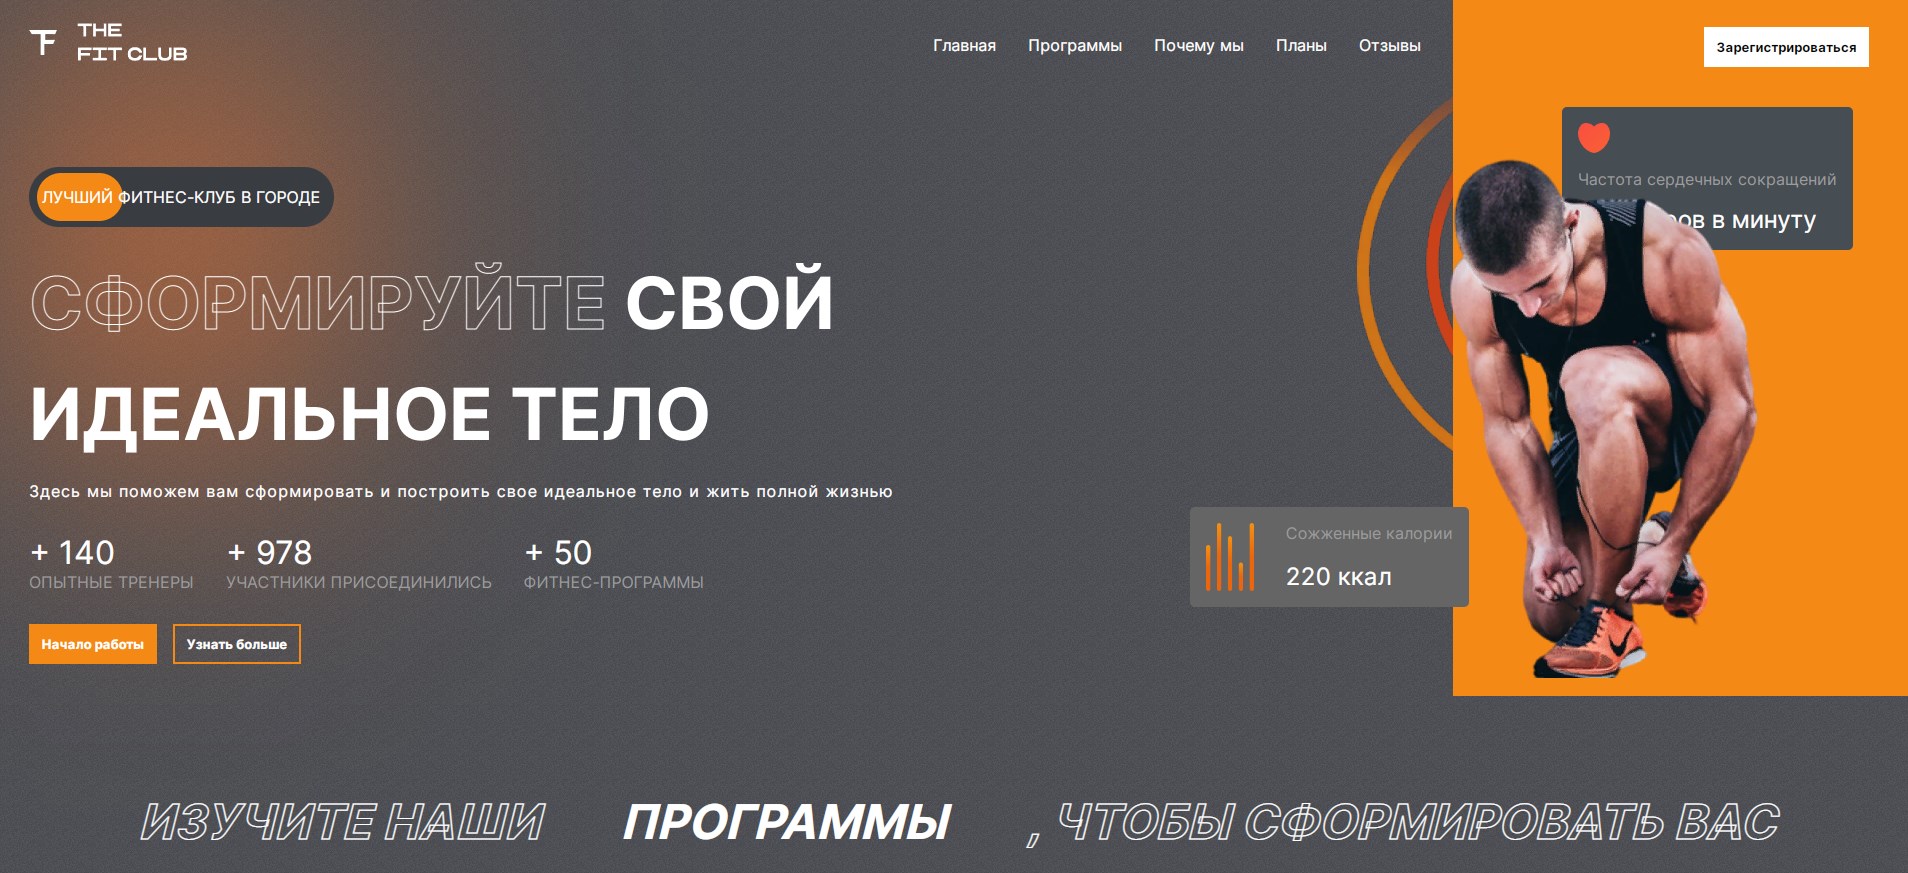 THE
FIT CLUB
Главная Программы Почему мы Планы Отзывы
Зарегистрироваться
ЛУЧШИЙ ФИТНЕС-КЛУБ В ГОРОДЕ
Частота сердечных сокращений
в минуту
СФОРМИРУЙТЕ СВОЙ
ИДЕАЛЬНОЕ ТЕЛО
Здесь мы поможем вам сформировать и построить свое идеальное тело и жить полной жизнью
+ 140
ОПЫТНЫЕ ТРЕНЕРЫ
+ 978
УЧАСТНИКИ ПРИСОЕДИНИЛИСЬ
+ 50
ФИТНЕС-ПРОГРАММЫ
Сожженные калории
220 ккал
Начало работы
Узнать больше
ИЗУЧИТЕ НАШИ ПРОГРАММЫ , ЧТОБЫ СФОРМИРОВАТЬ ВАС